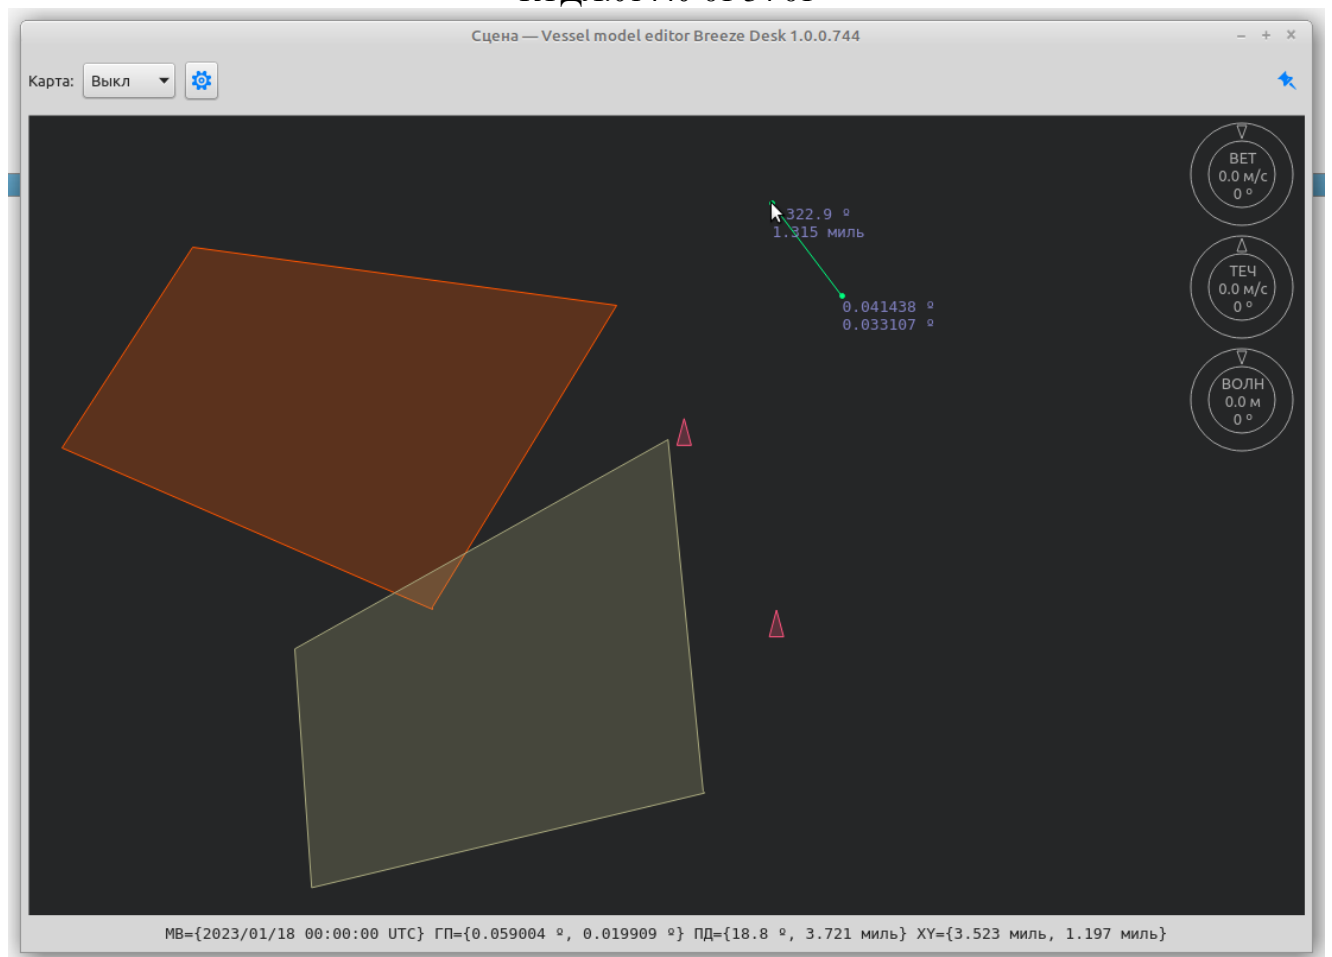 Сцена — Vessel model editor Breeze Desk 1.0.0.744
Карта: Выкл
ВЕТ
0.0 м/с
0 °
ТЕЧ
0.0 м/с
0 °
ВОЛН
0.0 м
0 °
322.9 º
1.315 миль
0.041438 º
0.033107 º
МВ={2023/01/18 00:00:00 UTC} ГП={0.059004 º, 0.019909 º} ПД={18.8 º, 3.721 миль} XY={3.523 миль, 1.197 миль}